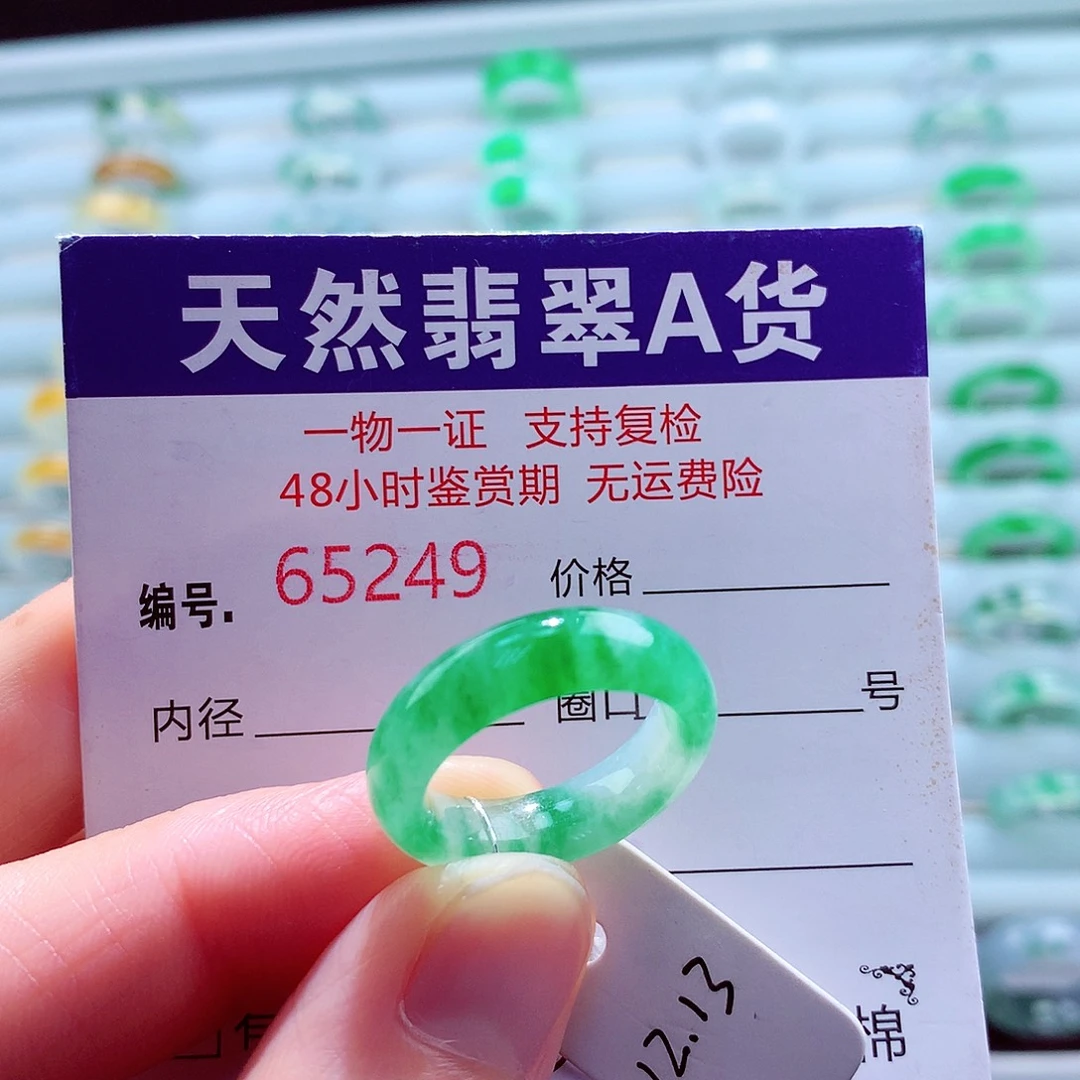 天然翡翠A货
一物一证 支持复检
48小时鉴赏期 无运费险
编号. 65249 价格
内径 圈口 号
12.13
棉